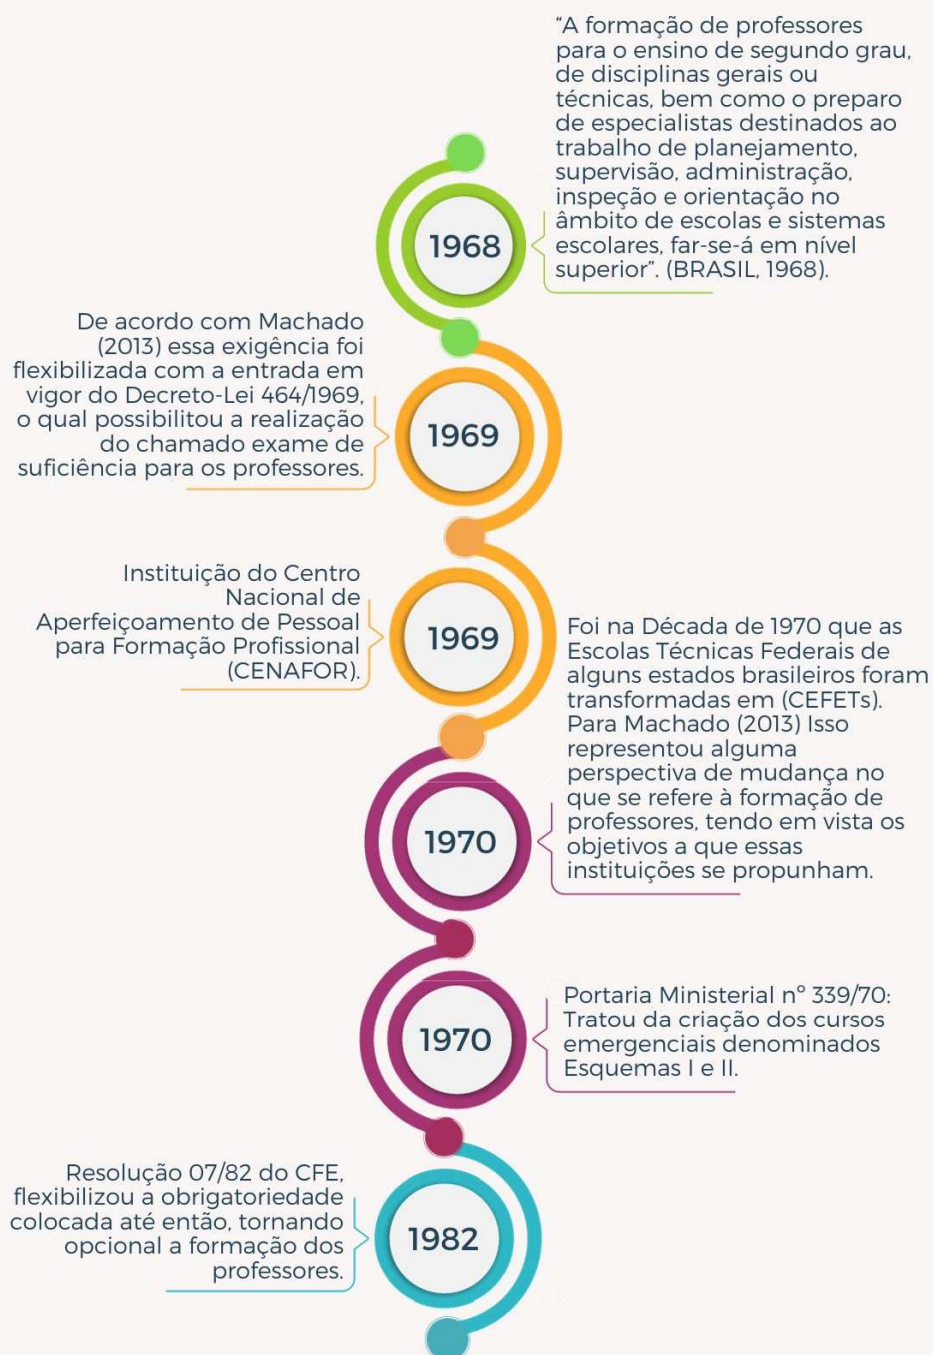 “A formação de professores
para o ensino de segundo grau,
de disciplinas gerais ou
técnicas, bem como o preparo
de especialistas destinados ao
trabalho de planejamento,
supervisão, administração,
inspeção e orientação no
âmbito de escolas e sistemas
escolares, far-se-á em nível
superior”. (BRASIL, 1968).
1968
De acordo com Machado
(2013) essa exigência foi
flexibilizada com a entrada em
vigor do Decreto-Lei 464/1969,
o qual possibilitou a realização
do chamado exame de
suficiência para os professores.
1969
Instituição do Centro
Nacional de
Aperfeiçoamento de Pessoal
para Formação Profissional
(CENAFOR).
1969
Foi na Década de 1970 que as
Escolas Técnicas Federais de
alguns estados brasileiros foram
transformadas em (CEFETs).
Para Machado (2013) Isso
representou alguma
perspectiva de mudança no
que se refere à formação de
professores, tendo em vista os
objetivos a que essas
instituições se propunham.
1970
Portaria Ministerial nº 339/70:
Tratou da criação dos cursos
emergenciais denominados
Esquemas I e II.
1970
Resolução 07/82 do CFE,
flexibilizou a obrigatoriedade
colocada até então, tornando
opcional a formação dos
professores.
1982